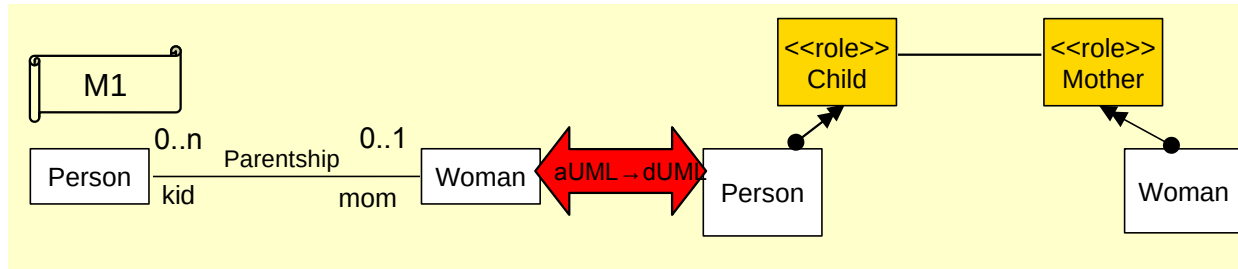 M1
0..n
0..1
Parentship
Person
Woman
kid
mom
aUML→dUML
<<role>>
Child
<<role>>
Mother
Person
Woman